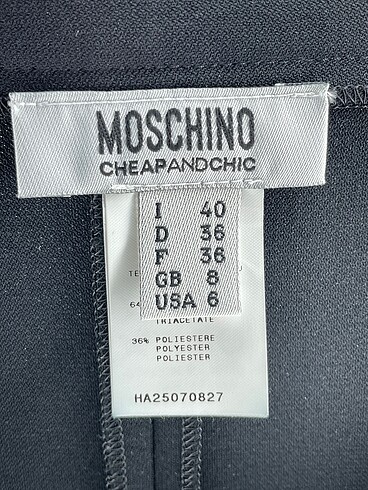 MOSCHINO
CHEAPANDCHIC
I 40
D 36
F 36
GB 8
USA 6
TRIACETATE
36% POLIESTERE
POLYESTER
POLIESTER
HA25070827